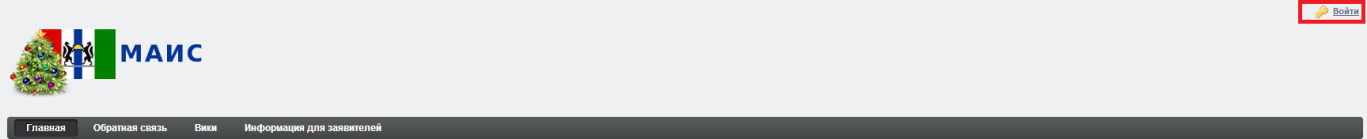 Войти
МАИС
Главная Обратная связь Вики Информация для заявителей